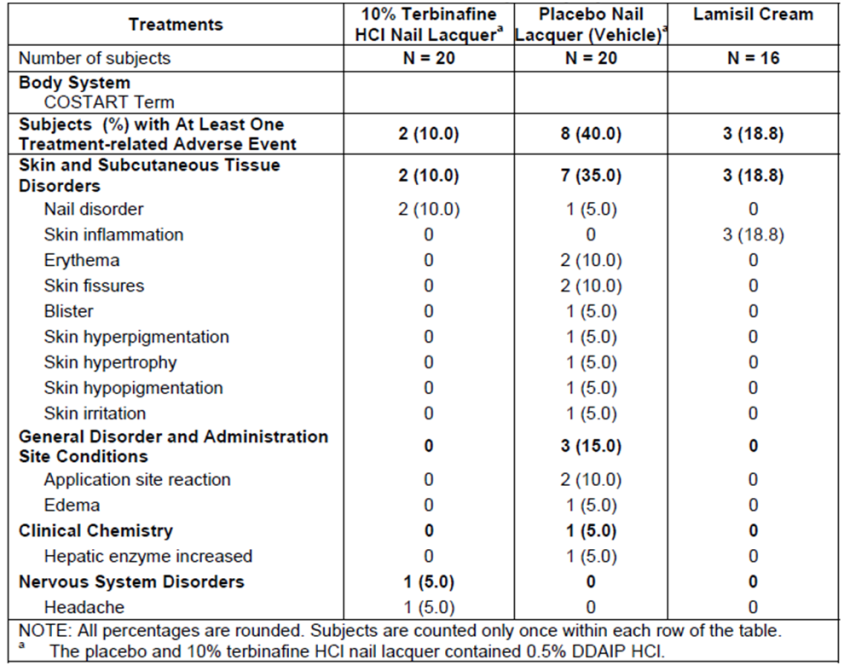 Treatments 10% Terbinafine HCl Nail Lacquerᵃ Placebo Nail Lacquer (Vehicle)ᵃ Lamisil Cream
Number of subjects N = 20 N = 20 N = 16
Body System
COSTART Term
Subjects (%) with At Least One Treatment-related Adverse Event 2 (10.0) 8 (40.0) 3 (18.8)
Skin and Subcutaneous Tissue Disorders 2 (10.0) 7 (35.0) 3 (18.8)
Nail disorder 2 (10.0) 1 (5.0) 0
Skin inflammation 0 0 3 (18.8)
Erythema 0 2 (10.0) 0
Skin fissures 0 2 (10.0) 0
Blister 0 1 (5.0) 0
Skin hyperpigmentation 0 1 (5.0) 0
Skin hypertrophy 0 1 (5.0) 0
Skin hypopigmentation 0 1 (5.0) 0
Skin irritation 0 1 (5.0) 0
General Disorder and Administration Site Conditions 0 3 (15.0) 0
Application site reaction 0 2 (10.0) 0
Edema 0 1 (5.0) 0
Clinical Chemistry 0 1 (5.0) 0
Hepatic enzyme increased 0 1 (5.0) 0
Nervous System Disorders 1 (5.0) 0 0
Headache 1 (5.0) 0 0
NOTE: All percentages are rounded. Subjects are counted only once within each row of the table.
ᵃ The placebo and 10% terbinafine HCl nail lacquer contained 0.5% DDAIP HCl.